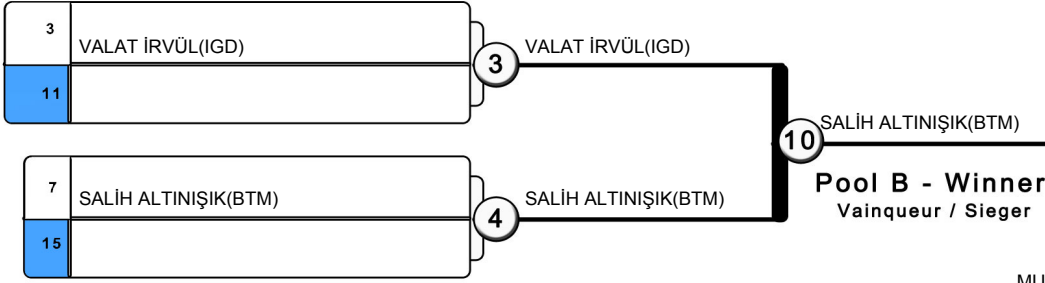 3
VALAT İRVÜL(IGD)
11
3
VALAT İRVÜL(IGD)
7
SALİH ALTINIŞIK(BTM)
15
4
SALİH ALTINIŞIK(BTM)
10
SALİH ALTINIŞIK(BTM)
Pool B - Winner
Vainqueur / Sieger